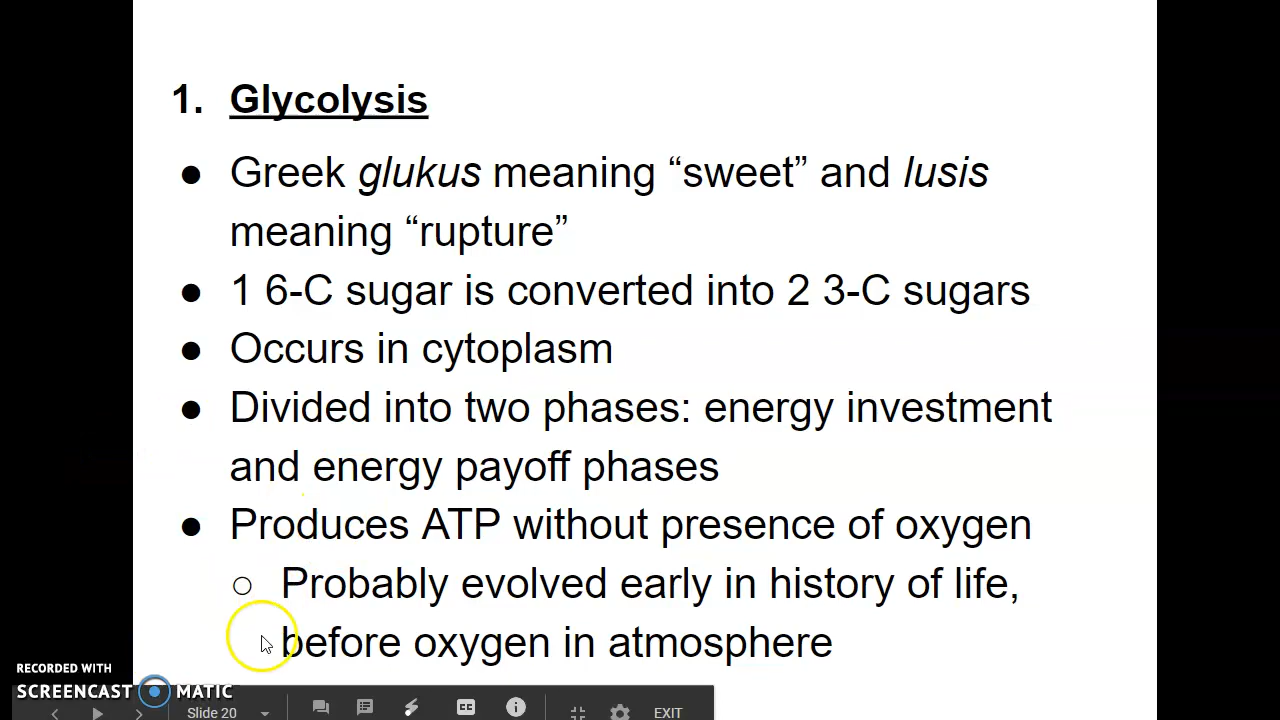 1. Glycolysis
● Greek glukus meaning “sweet” and lusis
meaning “rupture”
● 1 6-C sugar is converted into 2 3-C sugars
● Occurs in cytoplasm
● Divided into two phases: energy investment
and energy payoff phases
● Produces ATP without presence of oxygen
○ Probably evolved early in history of life,
before oxygen in atmosphere
RECORDED WITH
SCREENCAST MATIC
Slide 20
CC
EXIT